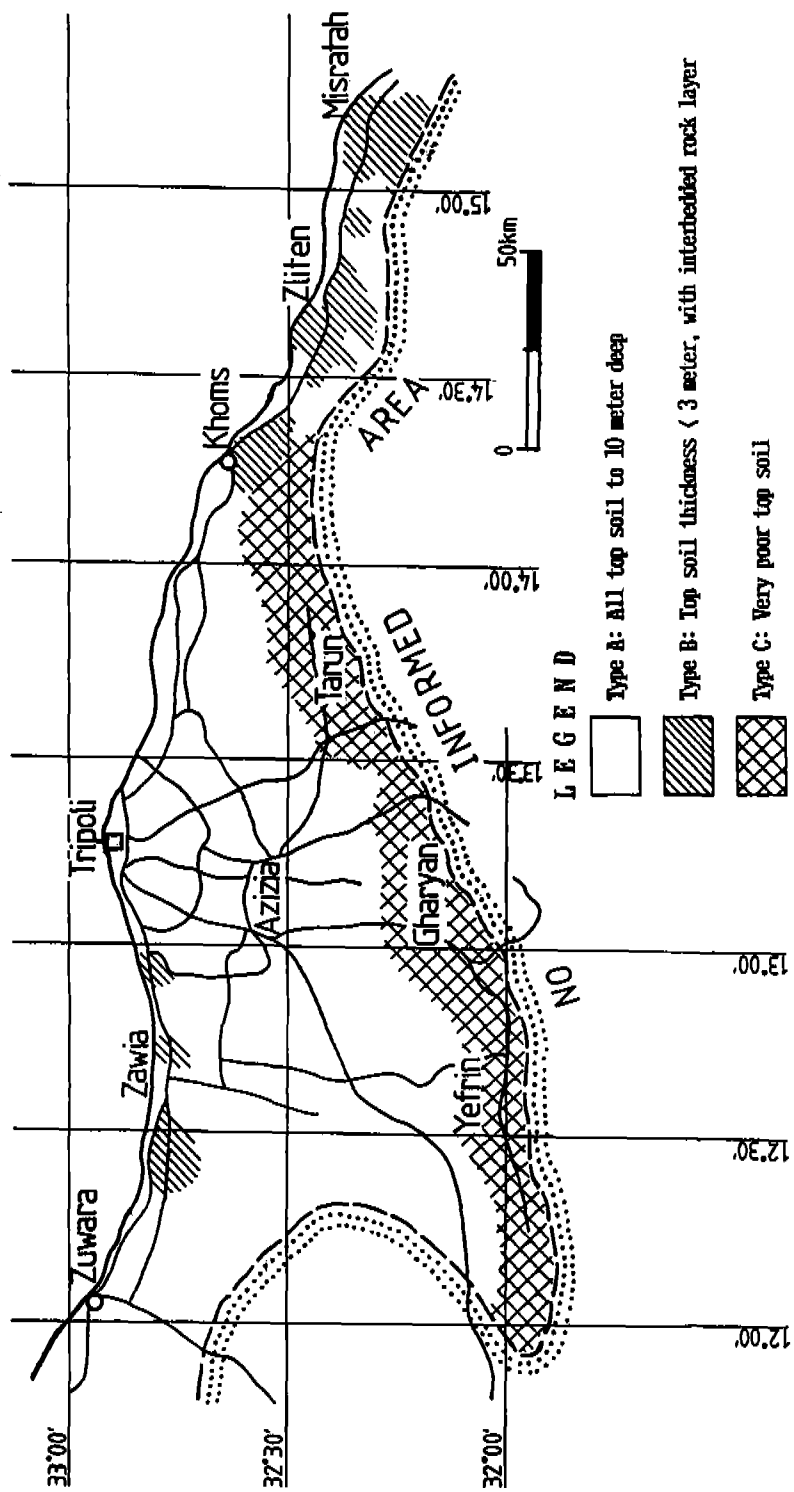 Zuwara
Zawia
Tripoli
Khoms
Zliten
Misratah
Azizia
Tarun
Gharyan
Yefrin
NO INFORMED AREA
33°00'
32°30'
32°00'
12°00'
12°30'
13°00'
13°30'
14°00'
14°30'
15°00'
0 50km
LEGEND
Type A: All top soil to 10 meter deep
Type B: Top soil thickness < 3 meter, with interbedded rock layer
Type C: Very poor top soil